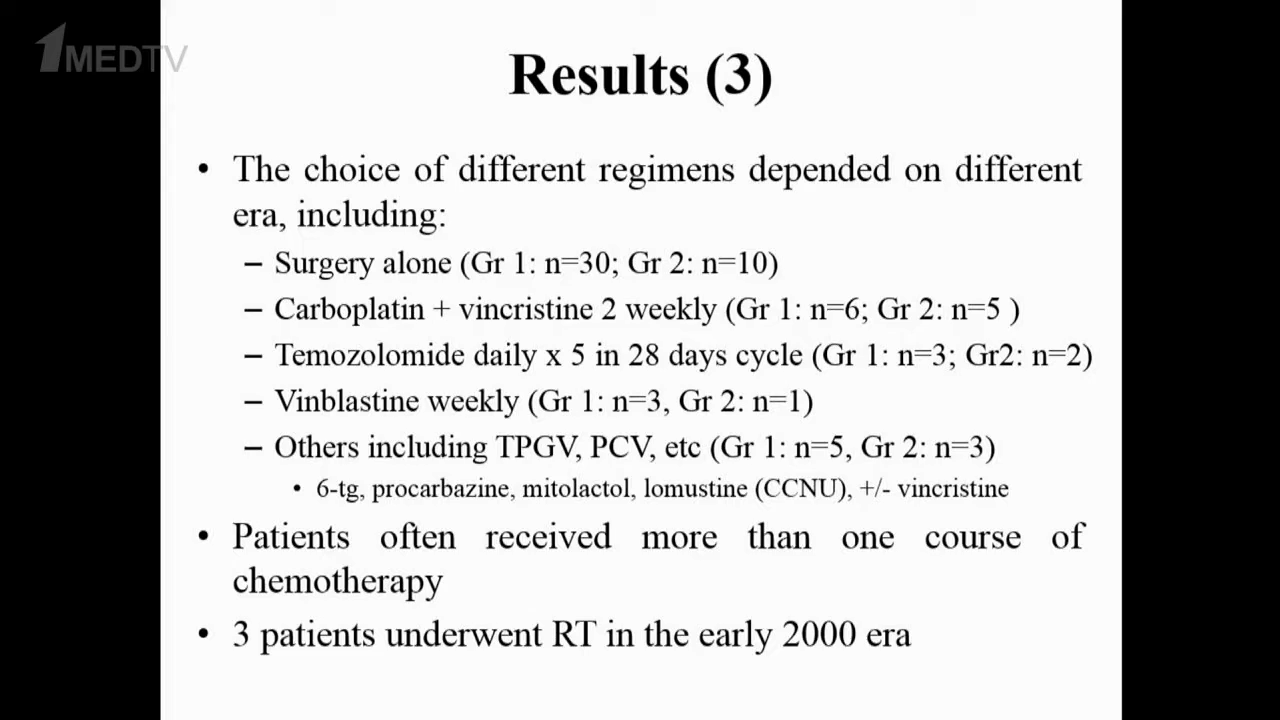 1MEDTV
Results (3)
• The choice of different regimens depended on different
era, including:
– Surgery alone (Gr 1: n=30; Gr 2: n=10)
– Carboplatin + vincristine 2 weekly (Gr 1: n=6; Gr 2: n=5 )
– Temozolomide daily x 5 in 28 days cycle (Gr 1: n=3; Gr2: n=2)
– Vinblastine weekly (Gr 1: n=3, Gr 2: n=1)
– Others including TPGV, PCV, etc (Gr 1: n=5, Gr 2: n=3)
• 6-tg, procarbazine, mitolactol, lomustine (CCNU), +/- vincristine
• Patients often received more than one course of
chemotherapy
• 3 patients underwent RT in the early 2000 era